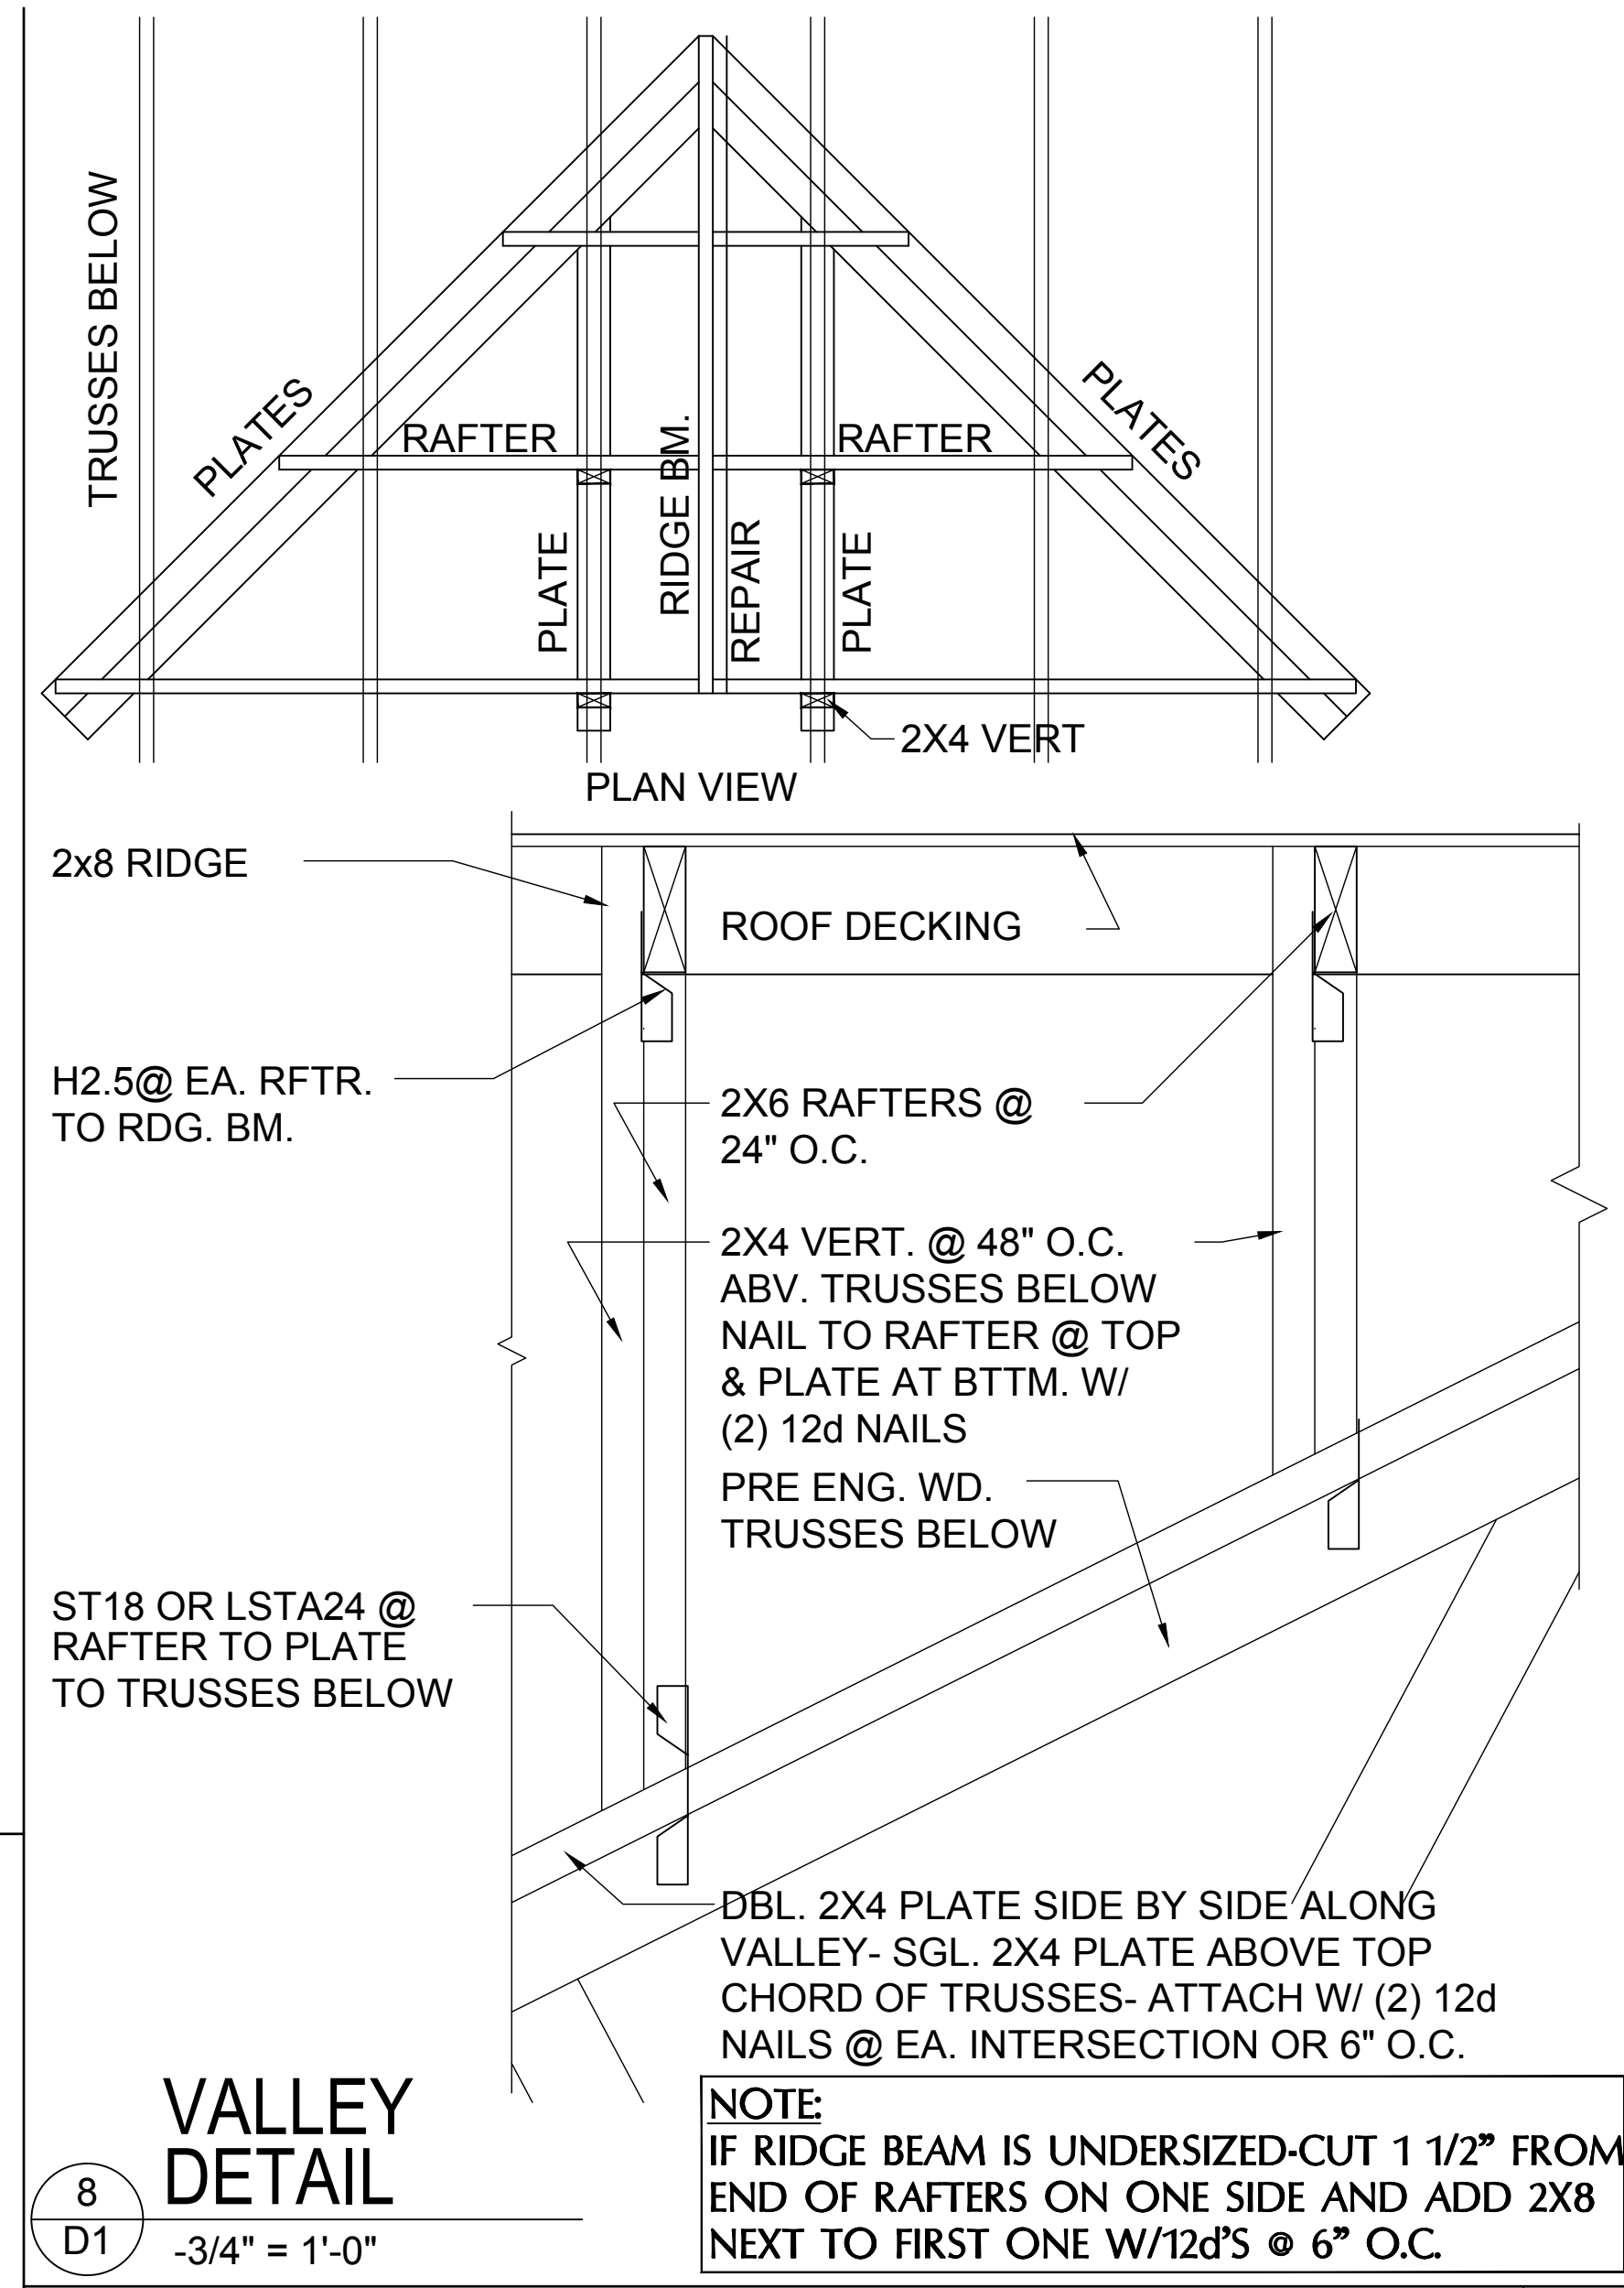 TRUSSES BELOW
PLATES
PLATES
RAFTER
RAFTER
RIDGE BM.
REPAIR
PLATE
PLATE
2X4 VERT
PLAN VIEW
2x8 RIDGE
ROOF DECKING
H2.5@ EA. RFTR.
TO RDG. BM.
2X6 RAFTERS @
24" O.C.
2X4 VERT. @ 48" O.C.
ABV. TRUSSES BELOW
NAIL TO RAFTER @ TOP
& PLATE AT BTTM. W/
(2) 12d NAILS
PRE ENG. WD.
TRUSSES BELOW
ST18 OR LSTA24 @
RAFTER TO PLATE
TO TRUSSES BELOW
DBL. 2X4 PLATE SIDE BY SIDE ALONG
VALLEY- SGL. 2X4 PLATE ABOVE TOP
CHORD OF TRUSSES- ATTACH W/ (2) 12d
NAILS @ EA. INTERSECTION OR 6" O.C.
VALLEY
DETAIL
8
D1
-3/4" = 1'-0"
NOTE:
IF RIDGE BEAM IS UNDERSIZED-CUT 1 1/2” FROM
END OF RAFTERS ON ONE SIDE AND ADD 2X8
NEXT TO FIRST ONE W/12d’S @ 6” O.C.